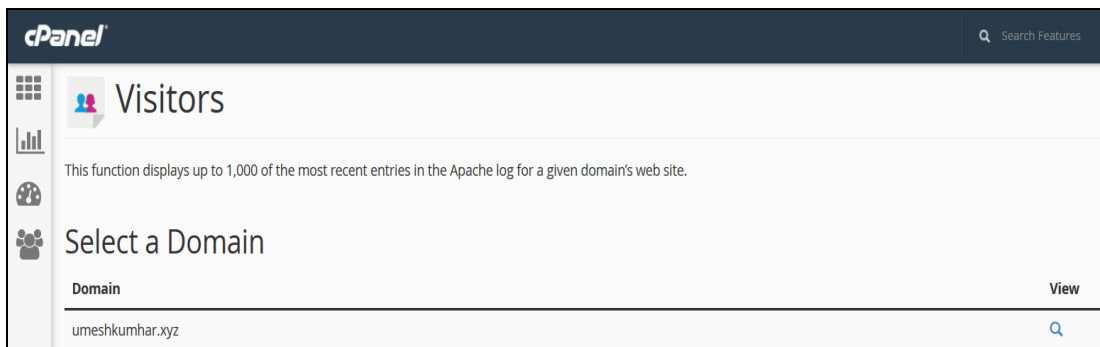 cPanel®
Search Features
Visitors
This function displays up to 1,000 of the most recent entries in the Apache log for a given domain’s web site.
Select a Domain
Domain View
umeshkumhar.xyz